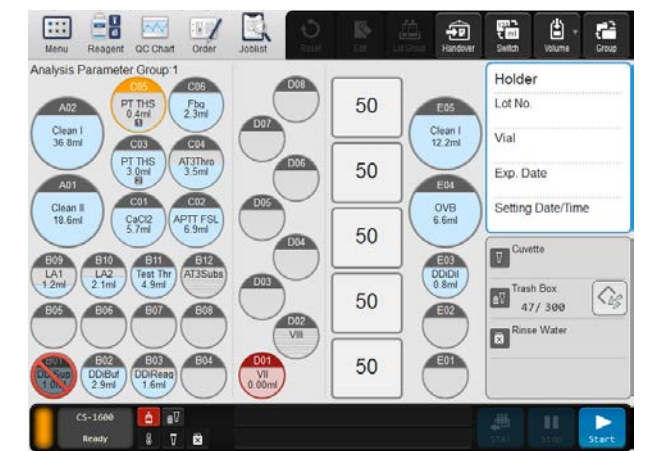 Menu
Reagent
QC Chart
Order
Joblist
Reset
Edit
Lot Group
Handover
Switch
Volume
Group
Analysis Parameter Group:1
A02
Clean I
36.8ml
C05
PT THS
0.4ml
1
C06
Fbg
2.3ml
C03
PT THS
3.0ml
2
C04
AT3Thro
3.5ml
A01
Clean II
18.6ml
C01
CaCl2
5.7ml
C02
APTT FSL
6.9ml
B09
LA1
1.2ml
B10
LA2
2.1ml
B11
Test Thr
4.9ml
B12
AT3Subs
B05
B06
B07
B08
B01
DDiSup
1.0ml
B02
DDiBuf
2.9ml
B03
DDiReag
1.6ml
B04
D08
D07
D06
D05
D04
D03
D02
VIII
D01
VII
0.00ml
50
50
50
50
50
E05
Clean I
12.2ml
E04
OVB
6.6ml
E03
DDiDil
0.8ml
E02
E01
Holder
Lot No.
Vial
Exp. Date
Setting Date/Time
Cuvette
Trash Box
47/ 300
Rinse Water
CS-1600
Ready
STAT
Stop
Start